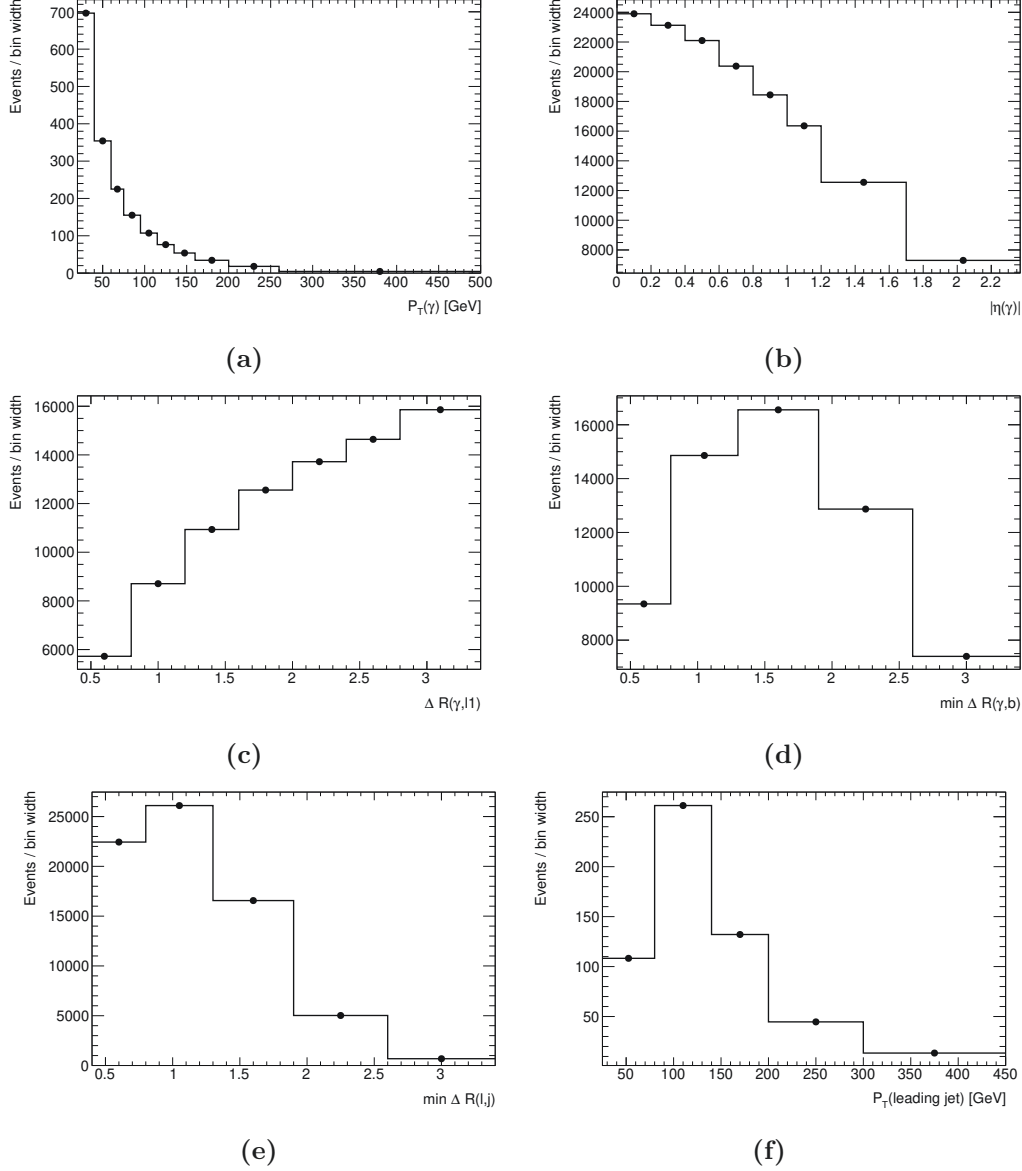 Events / bin width
700
600
500
400
300
200
100
0
50 100 150 200 250 300 350 400 450 500
P_T(γ) [GeV]
(a)
Events / bin width
24000
22000
20000
18000
16000
14000
12000
10000
8000
0 0.2 0.4 0.6 0.8 1 1.2 1.4 1.6 1.8 2 2.2
|η(γ)|
(b)
Events / bin width
16000
14000
12000
10000
8000
6000
0.5 1 1.5 2 2.5 3
Δ R(γ,l1)
(c)
Events / bin width
16000
14000
12000
10000
8000
0.5 1 1.5 2 2.5 3
min Δ R(γ,b)
(d)
Events / bin width
25000
20000
15000
10000
5000
0
0.5 1 1.5 2 2.5 3
min Δ R(l,j)
(e)
Events / bin width
250
200
150
100
50
50 100 150 200 250 300 350 400 450
P_T(leading jet) [GeV]
(f)